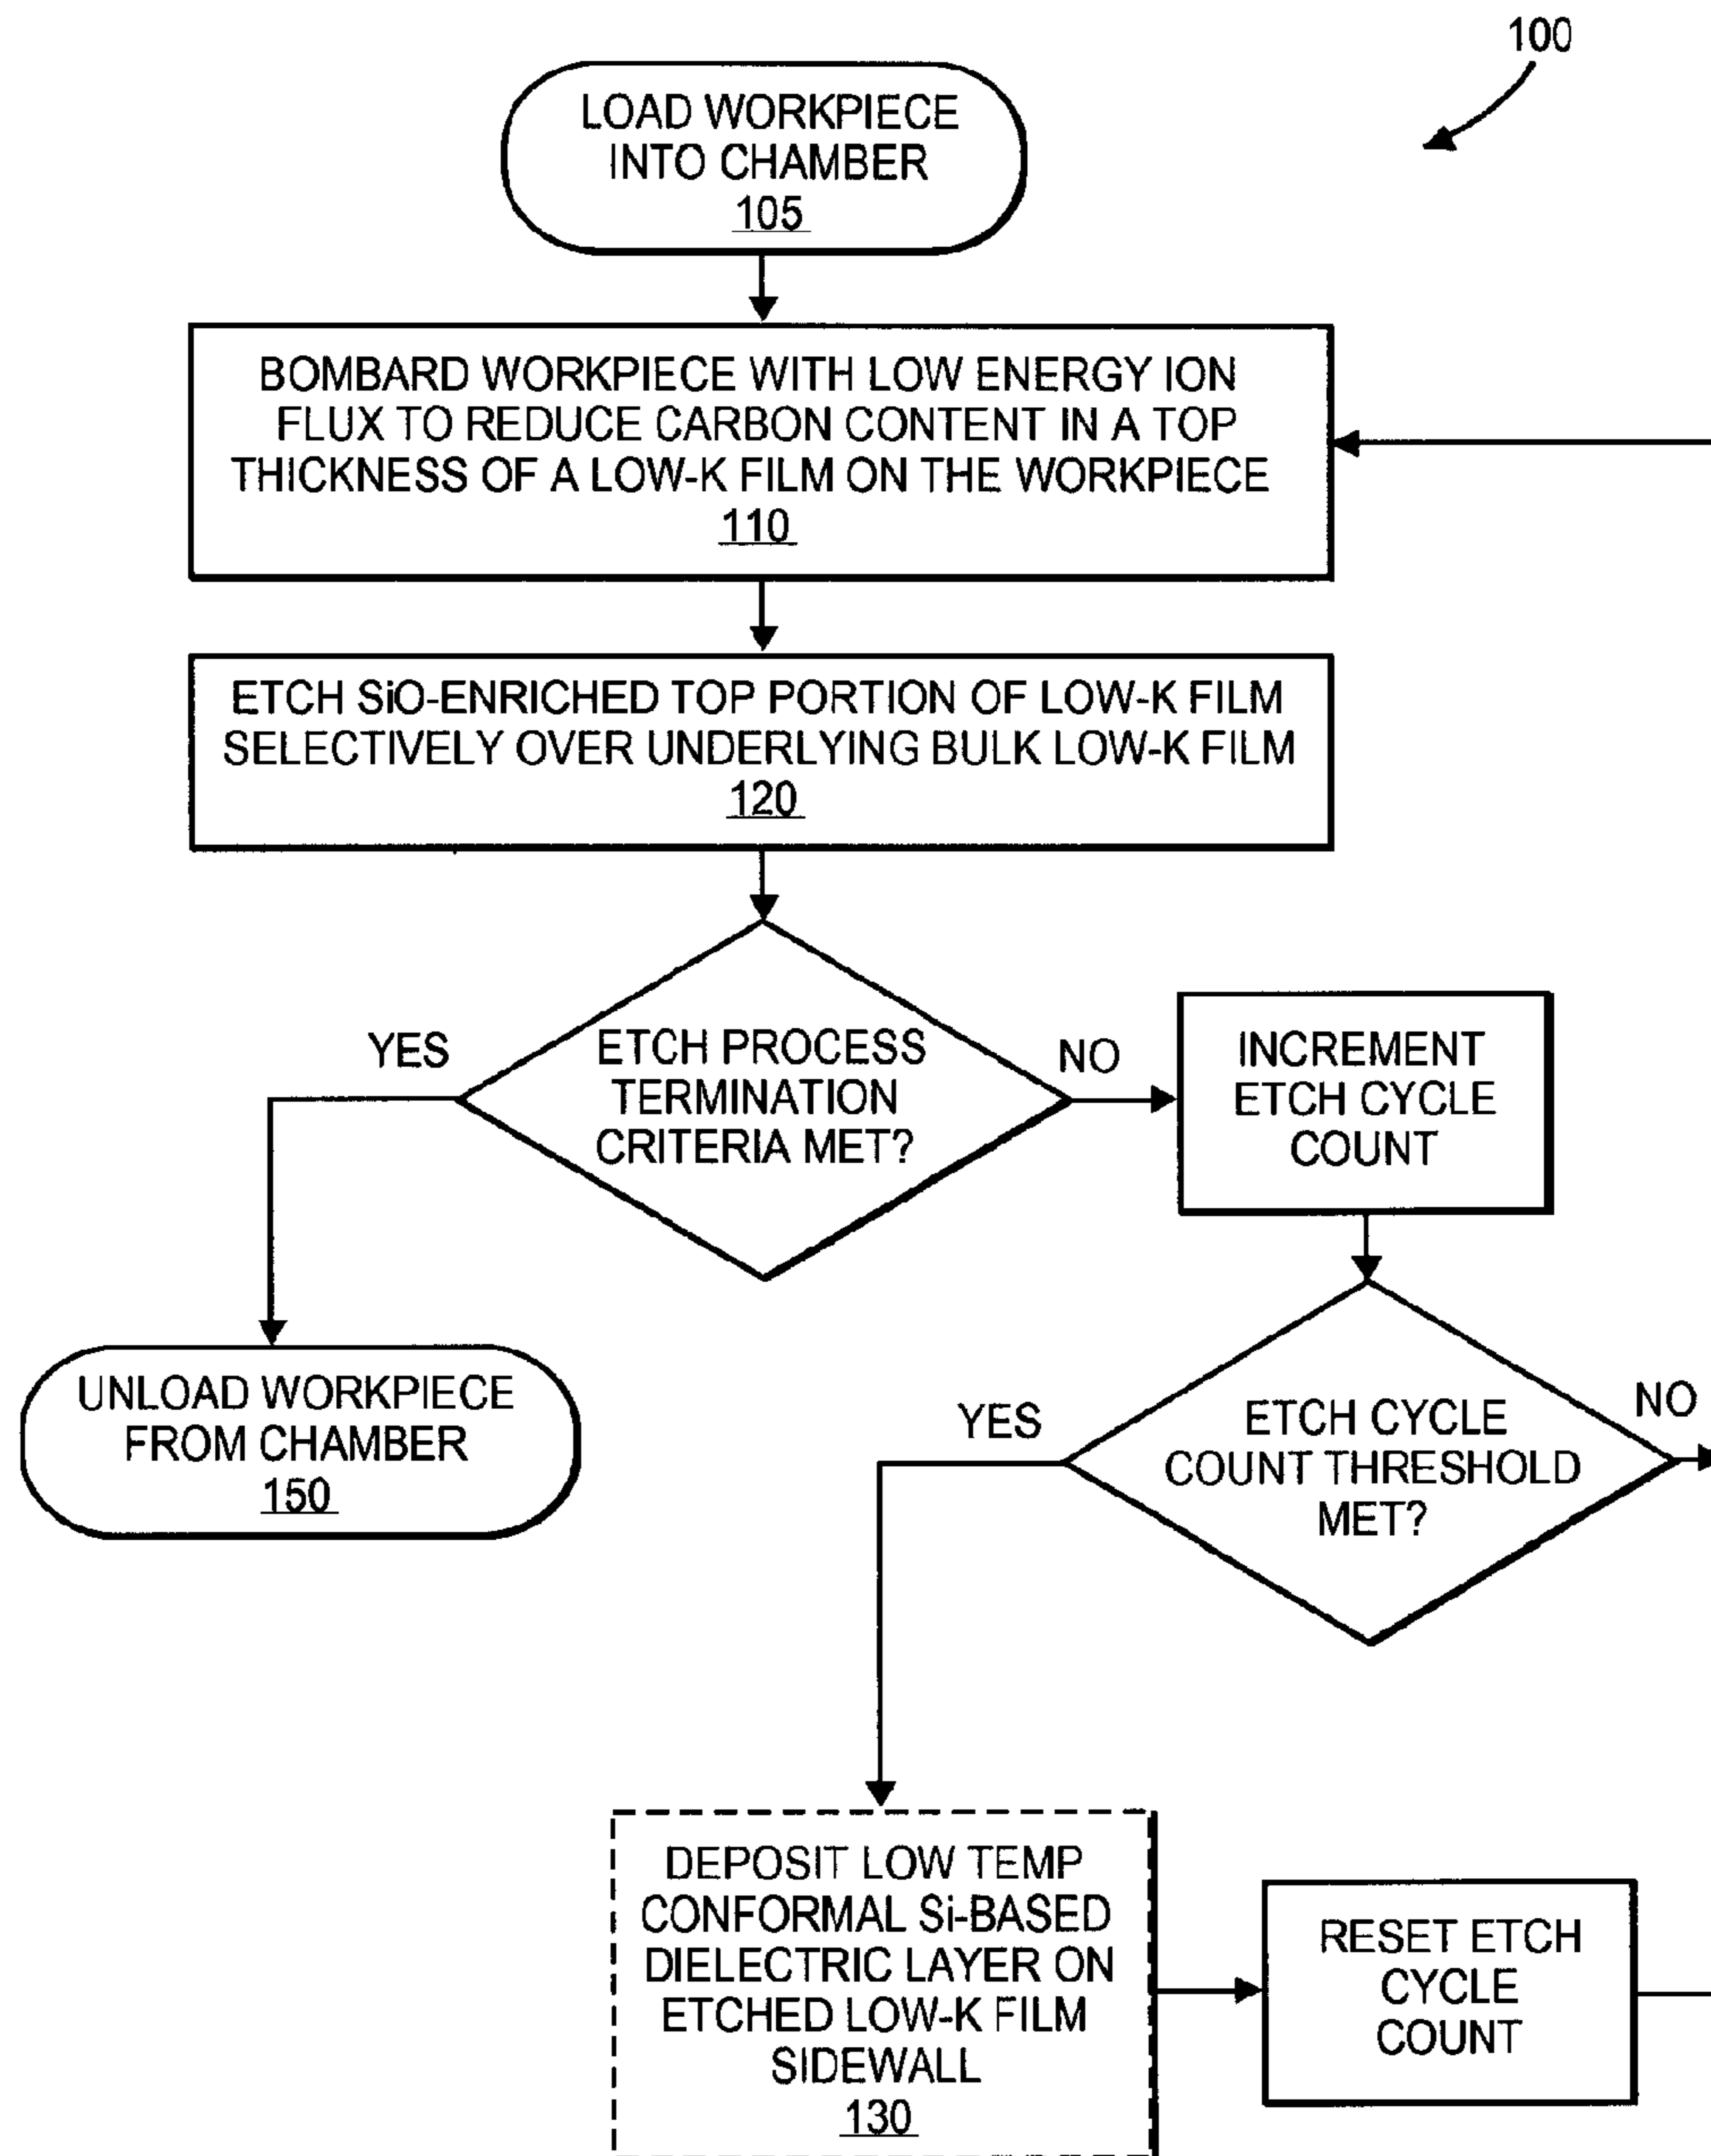 100
LOAD WORKPIECE
INTO CHAMBER
105
BOMBARD WORKPIECE WITH LOW ENERGY ION
FLUX TO REDUCE CARBON CONTENT IN A TOP
THICKNESS OF A LOW-K FILM ON THE WORKPIECE
110
ETCH SiO-ENRICHED TOP PORTION OF LOW-K FILM
SELECTIVELY OVER UNDERLYING BULK LOW-K FILM
120
YES
ETCH PROCESS
TERMINATION
CRITERIA MET?
NO
INCREMENT
ETCH CYCLE
COUNT
UNLOAD WORKPIECE
FROM CHAMBER
150
YES
ETCH CYCLE
COUNT THRESHOLD
MET?
NO
DEPOSIT LOW TEMP
CONFORMAL Si-BASED
DIELECTRIC LAYER ON
ETCHED LOW-K FILM
SIDEWALL
130
RESET ETCH
CYCLE
COUNT